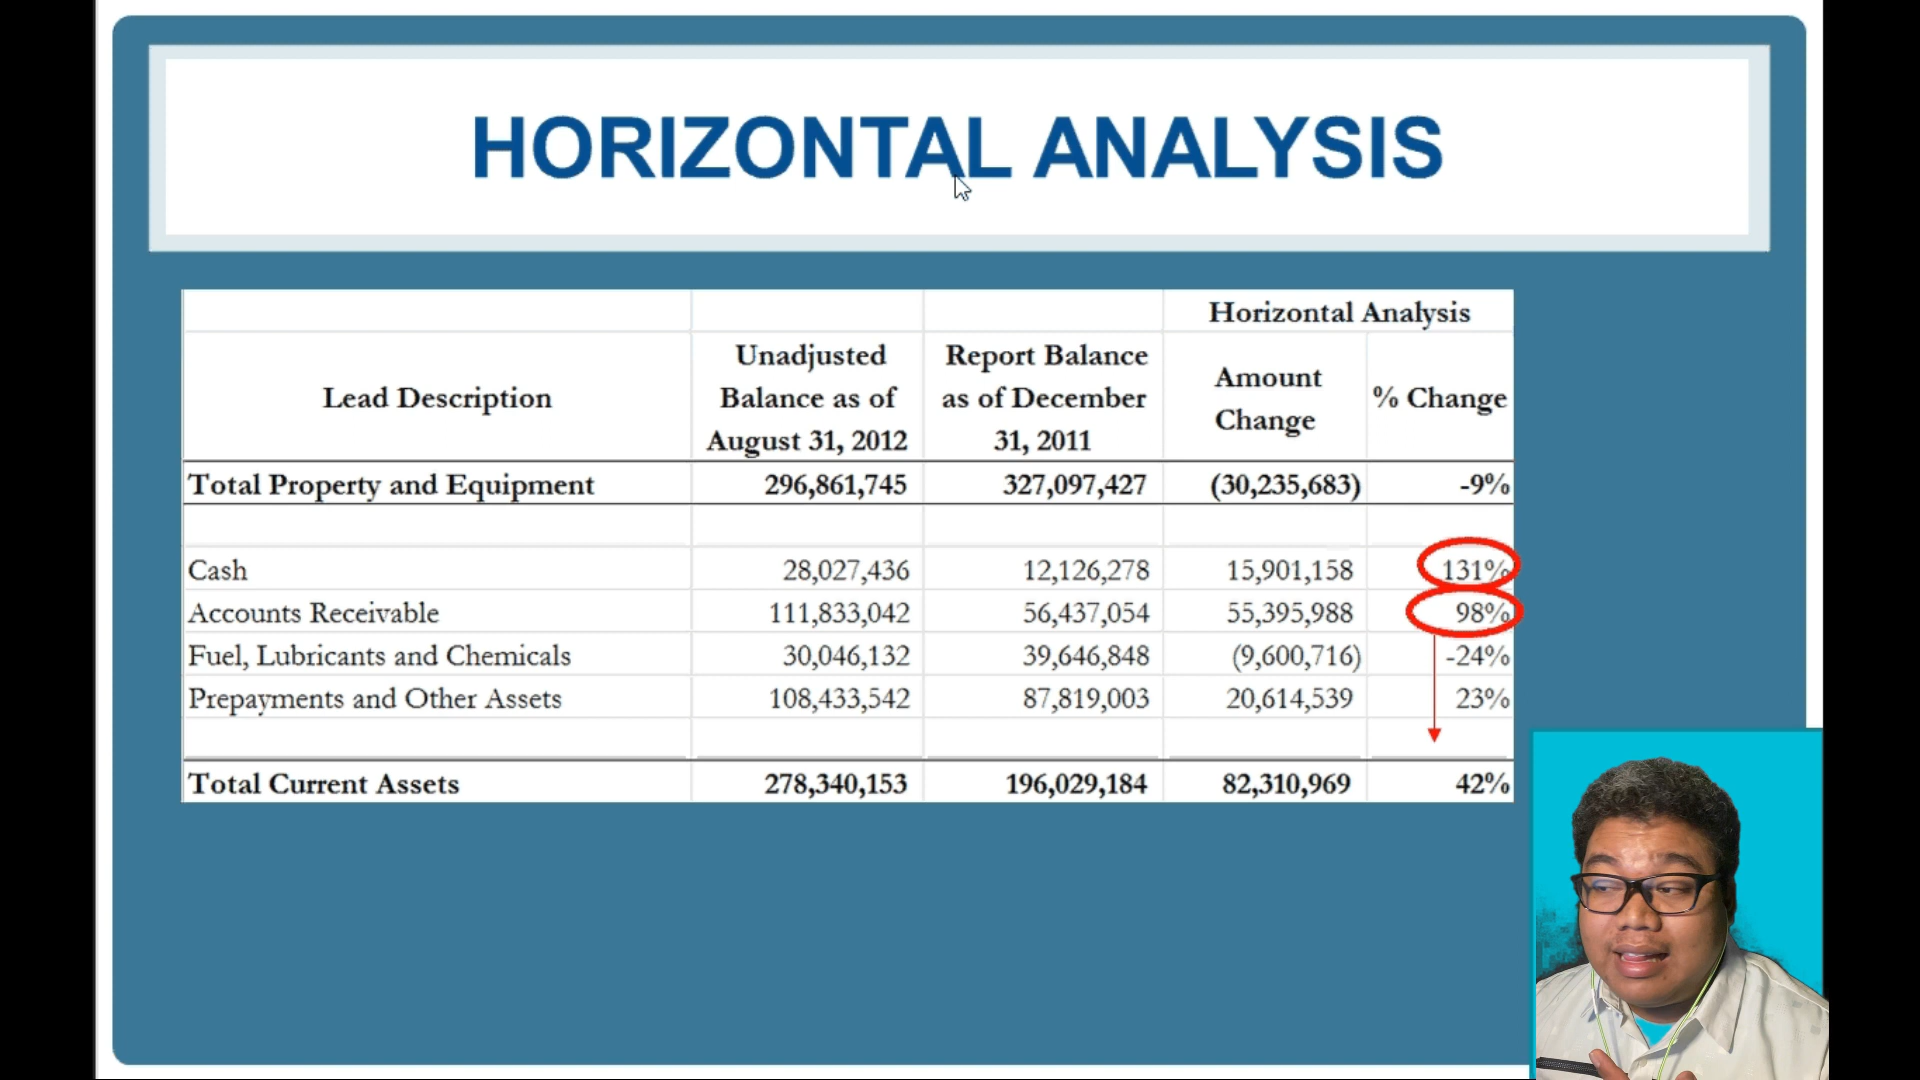 HORIZONTAL ANALYSIS
Horizontal Analysis
Lead Description
Unadjusted
Balance as of
August 31, 2012
Report Balance
as of December
31, 2011
Amount
Change
% Change
Total Property and Equipment 296,861,745 327,097,427 (30,235,683) -9%
Cash 28,027,436 12,126,278 15,901,158 131%
Accounts Receivable 111,833,042 56,437,054 55,395,988 98%
Fuel, Lubricants and Chemicals 30,046,132 39,646,848 (9,600,716) -24%
Prepayments and Other Assets 108,433,542 87,819,003 20,614,539 23%
Total Current Assets 278,340,153 196,029,184 82,310,969 42%